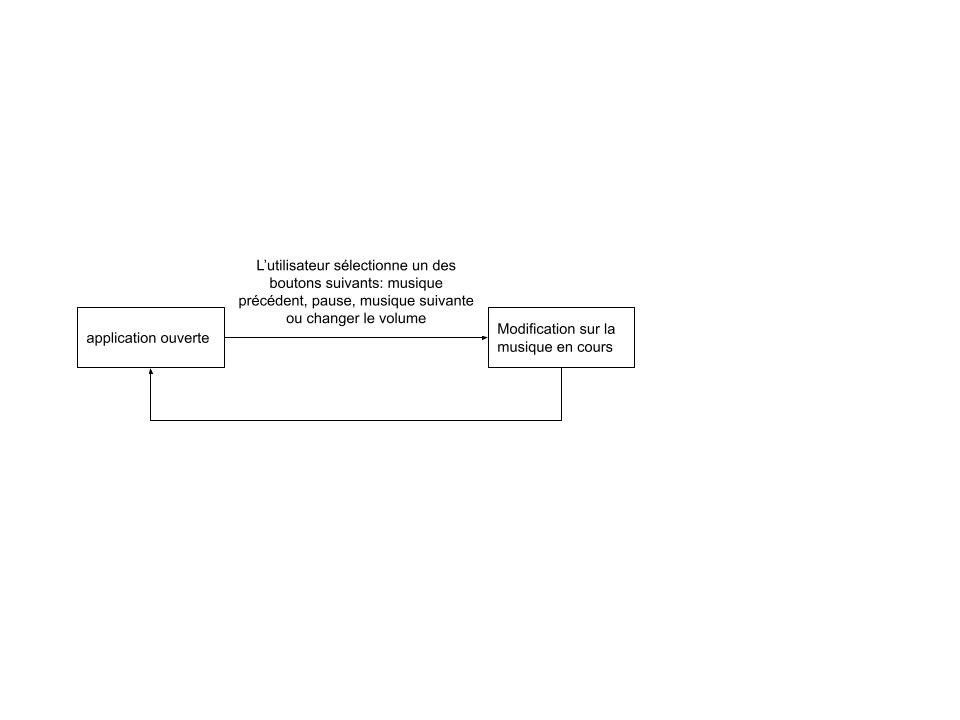 L’utilisateur sélectionne un des
boutons suivants: musique
précédent, pause, musique suivante
ou changer le volume
application ouverte
Modification sur la
musique en cours